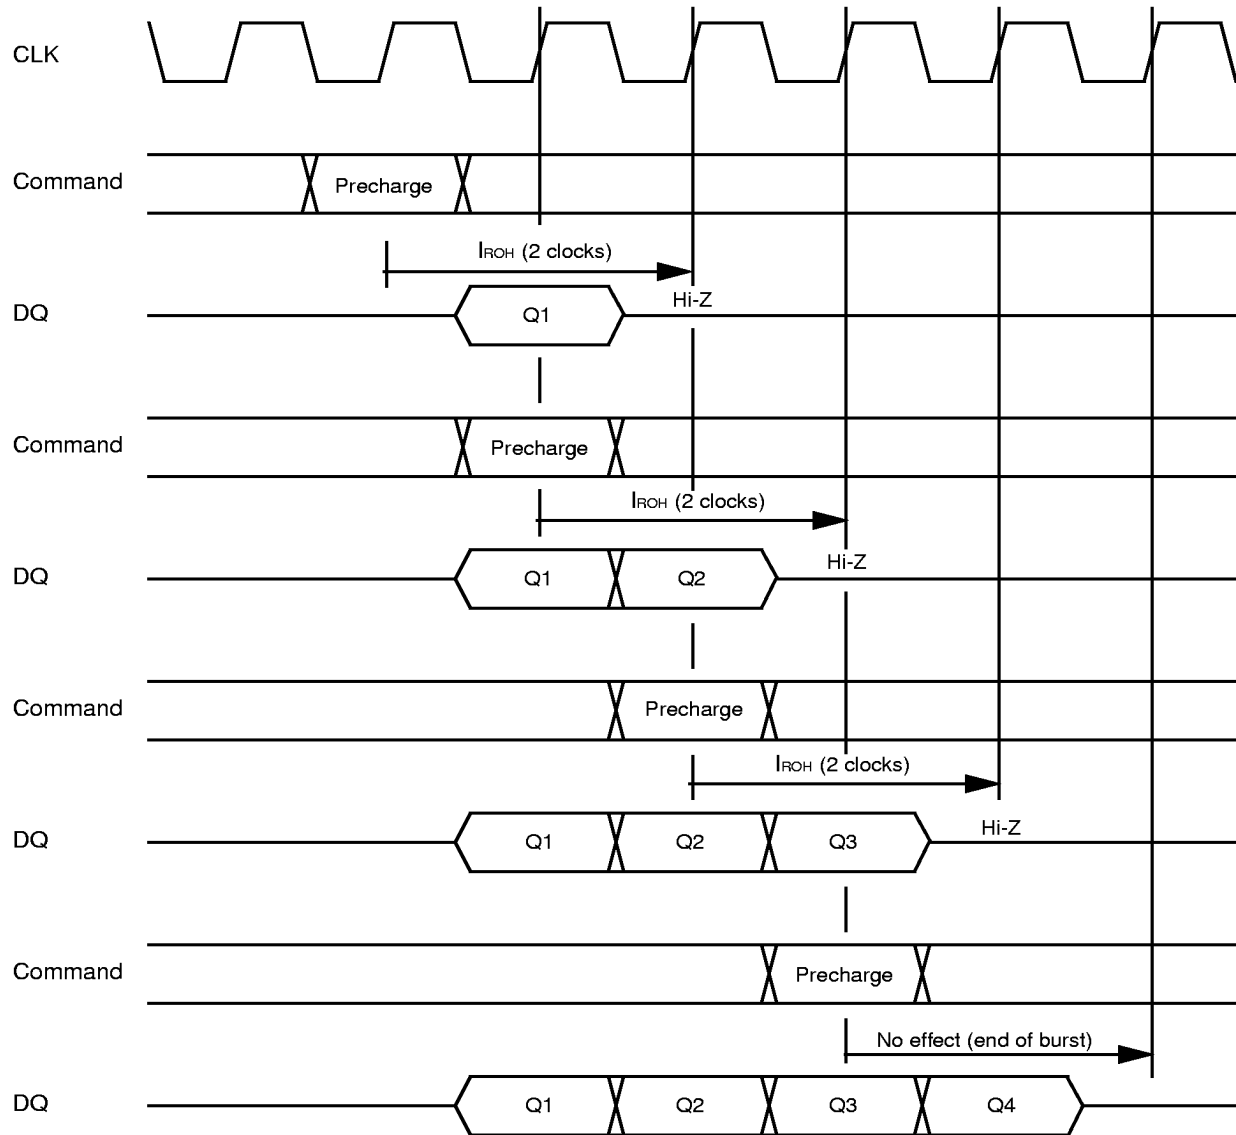 CLK
Command
Precharge
IROH (2 clocks)
DQ
Q1
Hi-Z
Command
Precharge
IROH (2 clocks)
DQ
Q1
Q2
Hi-Z
Command
Precharge
IROH (2 clocks)
DQ
Q1
Q2
Q3
Hi-Z
Command
Precharge
No effect (end of burst)
DQ
Q1
Q2
Q3
Q4